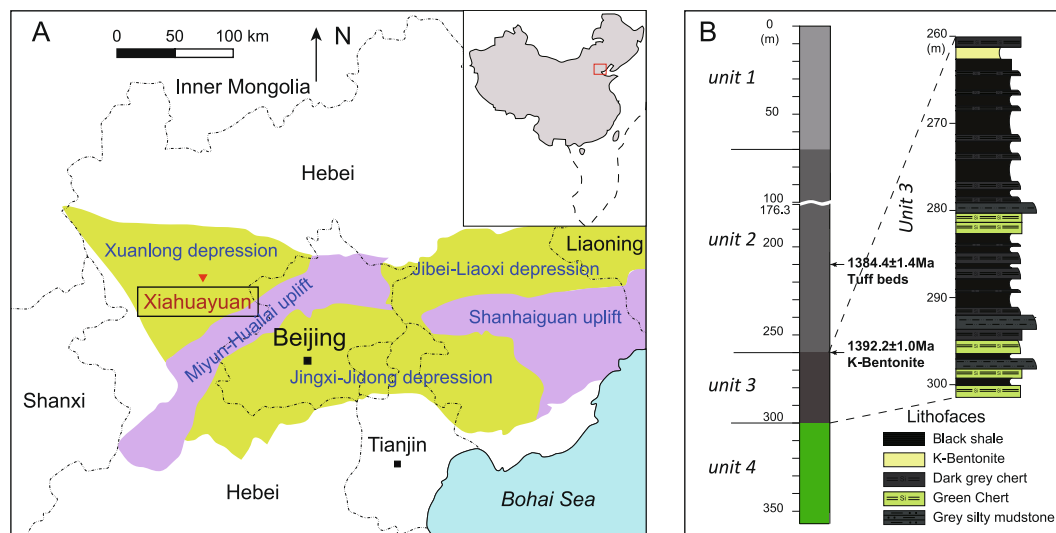 A
0 50 100 km
N
Inner Mongolia
Hebei
Xuanlong depression
Liaoning
Jibei-Liaoxi depression
Xiahuayuan
Miyun-Huailai uplift
Shanhaiguan uplift
Beijing
Jingxi-Jidong depression
Shanxi
Tianjin
Hebei
Bohai Sea
B
0
(m)
unit 1
50
100
176.3
unit 2
200
1384.4±1.4Ma
Tuff beds
250
1392.2±1.0Ma
K-Bentonite
unit 3
300
unit 4
350
Unit 3
260
(m)
270
280
290
300
Lithofaces
Black shale
K-Bentonite
Si
Dark grey chert
Si
Green Chert
Grey silty mudstone